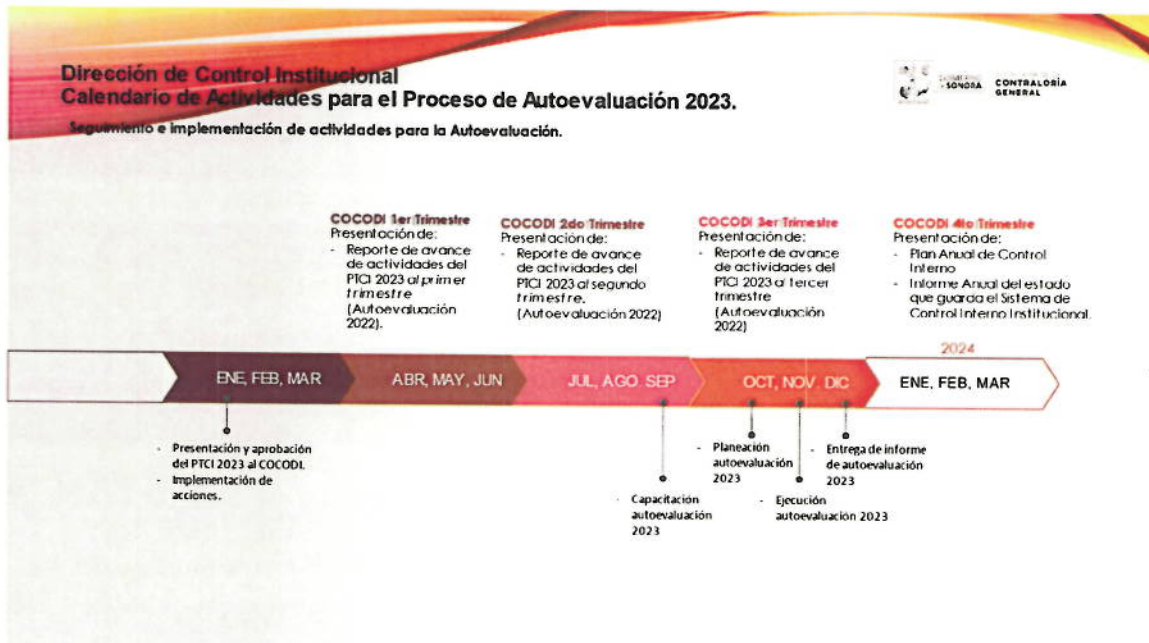 Dirección de Control Institucional
Calendario de Actividades para el Proceso de Autoevaluación 2023.
Seguimiento e implementación de actividades para la Autoevaluación.
SONORA
CONTRALORÍA
GENERAL
COCODI 1er Trimestre
Presentación de:
- Reporte de avance
de actividades del
PTCI 2023 al primer
trimestre
(Autoevaluación
2022).
COCODI 2do Trimestre
Presentación de:
- Reporte de avance
de actividades del
PTCI 2023 al segundo
trimestre.
(Autoevaluación 2022)
COCODI 3er Trimestre
Presentación de:
- Reporte de avance
de actividades del
PTCI 2023 al tercer
trimestre
(Autoevaluación
2022)
COCODI 4to Trimestre
Presentación de:
- Plan Anual de Control
Interno
- Informe Anual del estado
que guarda el Sistema de
Control Interno Institucional.
2024
ENE, FEB, MAR
ABR, MAY, JUN
JUL, AGO. SEP
OCT, NOV. DIC
ENE, FEB, MAR
- Presentación y aprobación
del PTCI 2023 al COCODI.
- Implementación de
acciones.
- Capacitación
autoevaluación
2023
- Planeación
autoevaluación
2023
- Ejecución
autoevaluación 2023
- Entrega de informe
de autoevaluación
2023